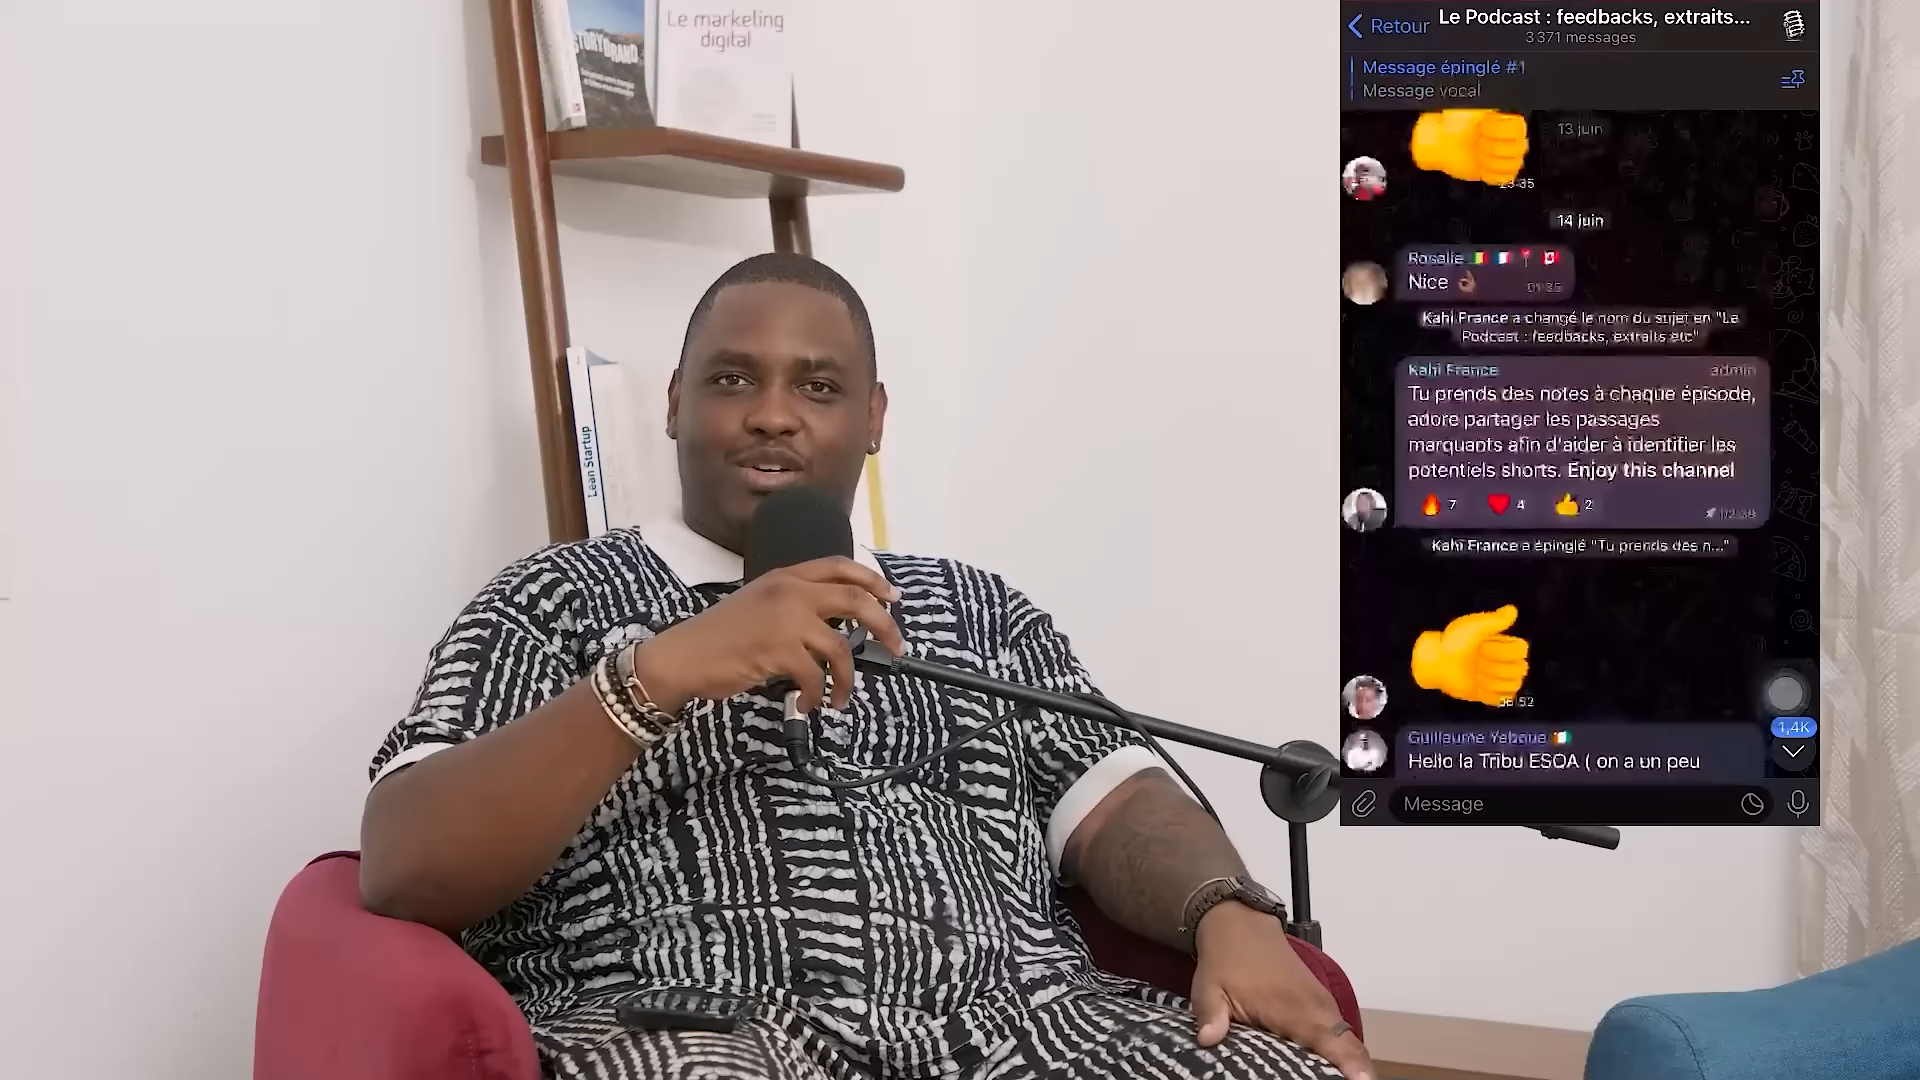 STORYBRAND
Le marketing
digital
Lean Startup
Retour
Le Podcast : feedbacks, extraits...
3 371 messages
Message épinglé #1
Message vocal
13 juin
23:35
14 juin
Rosalie
Nice
Kahi France a changé le nom du sujet en "Le
Podcast : feedbacks, extraits etc"
Kahi France admin
Tu prends des notes à chaque épisode,
adore partager les passages
marquants afin d'aider à identifier les
potentiels shorts. Enjoy this channel
7 4 2
Kahi France a épinglé "Tu prends des n..."
Guillaume Yeboua
1,4K
Hello la Tribu ESOA ( on a un peu
Message